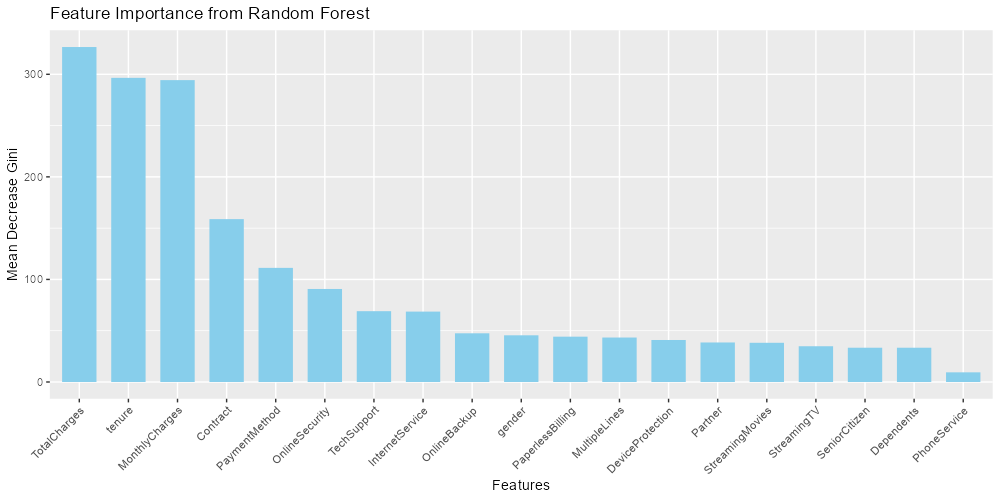 Feature Importance from Random Forest
Mean Decrease Gini
300
200
100
0
TotalCharges
tenure
MonthlyCharges
Contract
PaymentMethod
OnlineSecurity
TechSupport
InternetService
OnlineBackup
gender
PaperlessBilling
MultipleLines
DeviceProtection
Partner
StreamingMovies
StreamingTV
SeniorCitizen
Dependents
PhoneService
Features